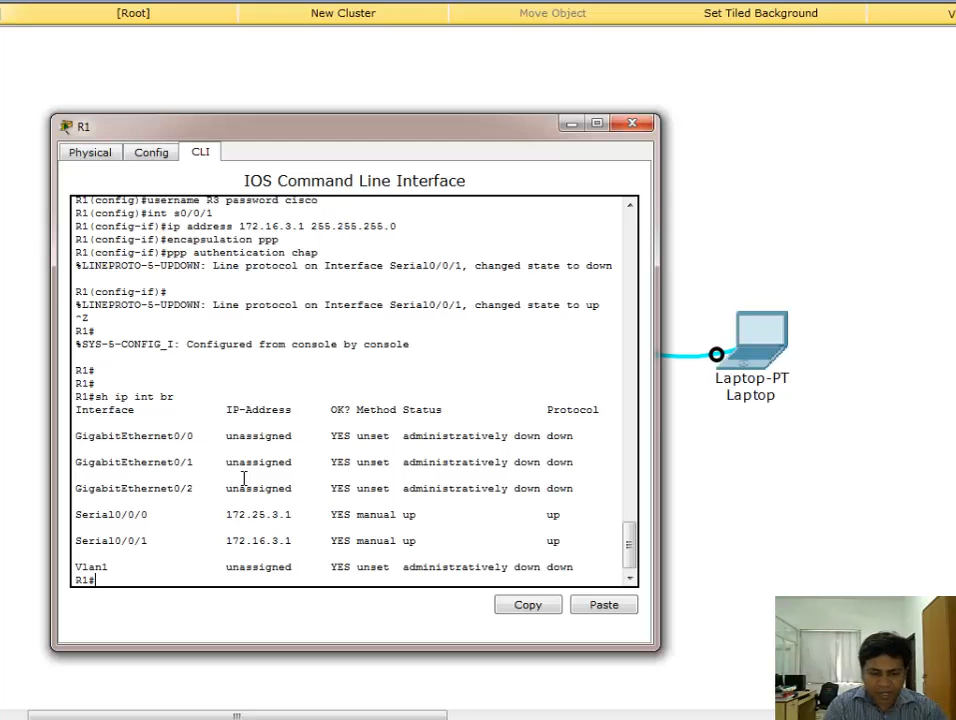 [Root] New Cluster Move Object Set Tiled Background V
R1
Physical Config CLI
IOS Command Line Interface
R1(config)#username R3 password cisco
R1(config)#int s0/0/1
R1(config-if)#ip address 172.16.3.1 255.255.255.0
R1(config-if)#encapsulation ppp
R1(config-if)#ppp authentication chap
%LINEPROTO-5-UPDOWN: Line protocol on Interface Serial0/0/1, changed state to down
R1(config-if)#
%LINEPROTO-5-UPDOWN: Line protocol on Interface Serial0/0/1, changed state to up
^Z
R1#
%SYS-5-CONFIG_I: Configured from console by console
R1#
R1#
R1#sh ip int br
Interface IP-Address OK? Method Status Protocol
GigabitEthernet0/0 unassigned YES unset administratively down down
GigabitEthernet0/1 unassigned YES unset administratively down down
GigabitEthernet0/2 unassigned YES unset administratively down down
Serial0/0/0 172.25.3.1 YES manual up up
Serial0/0/1 172.16.3.1 YES manual up up
Vlan1 unassigned YES unset administratively down down
R1#
Copy Paste
Laptop-PT
Laptop